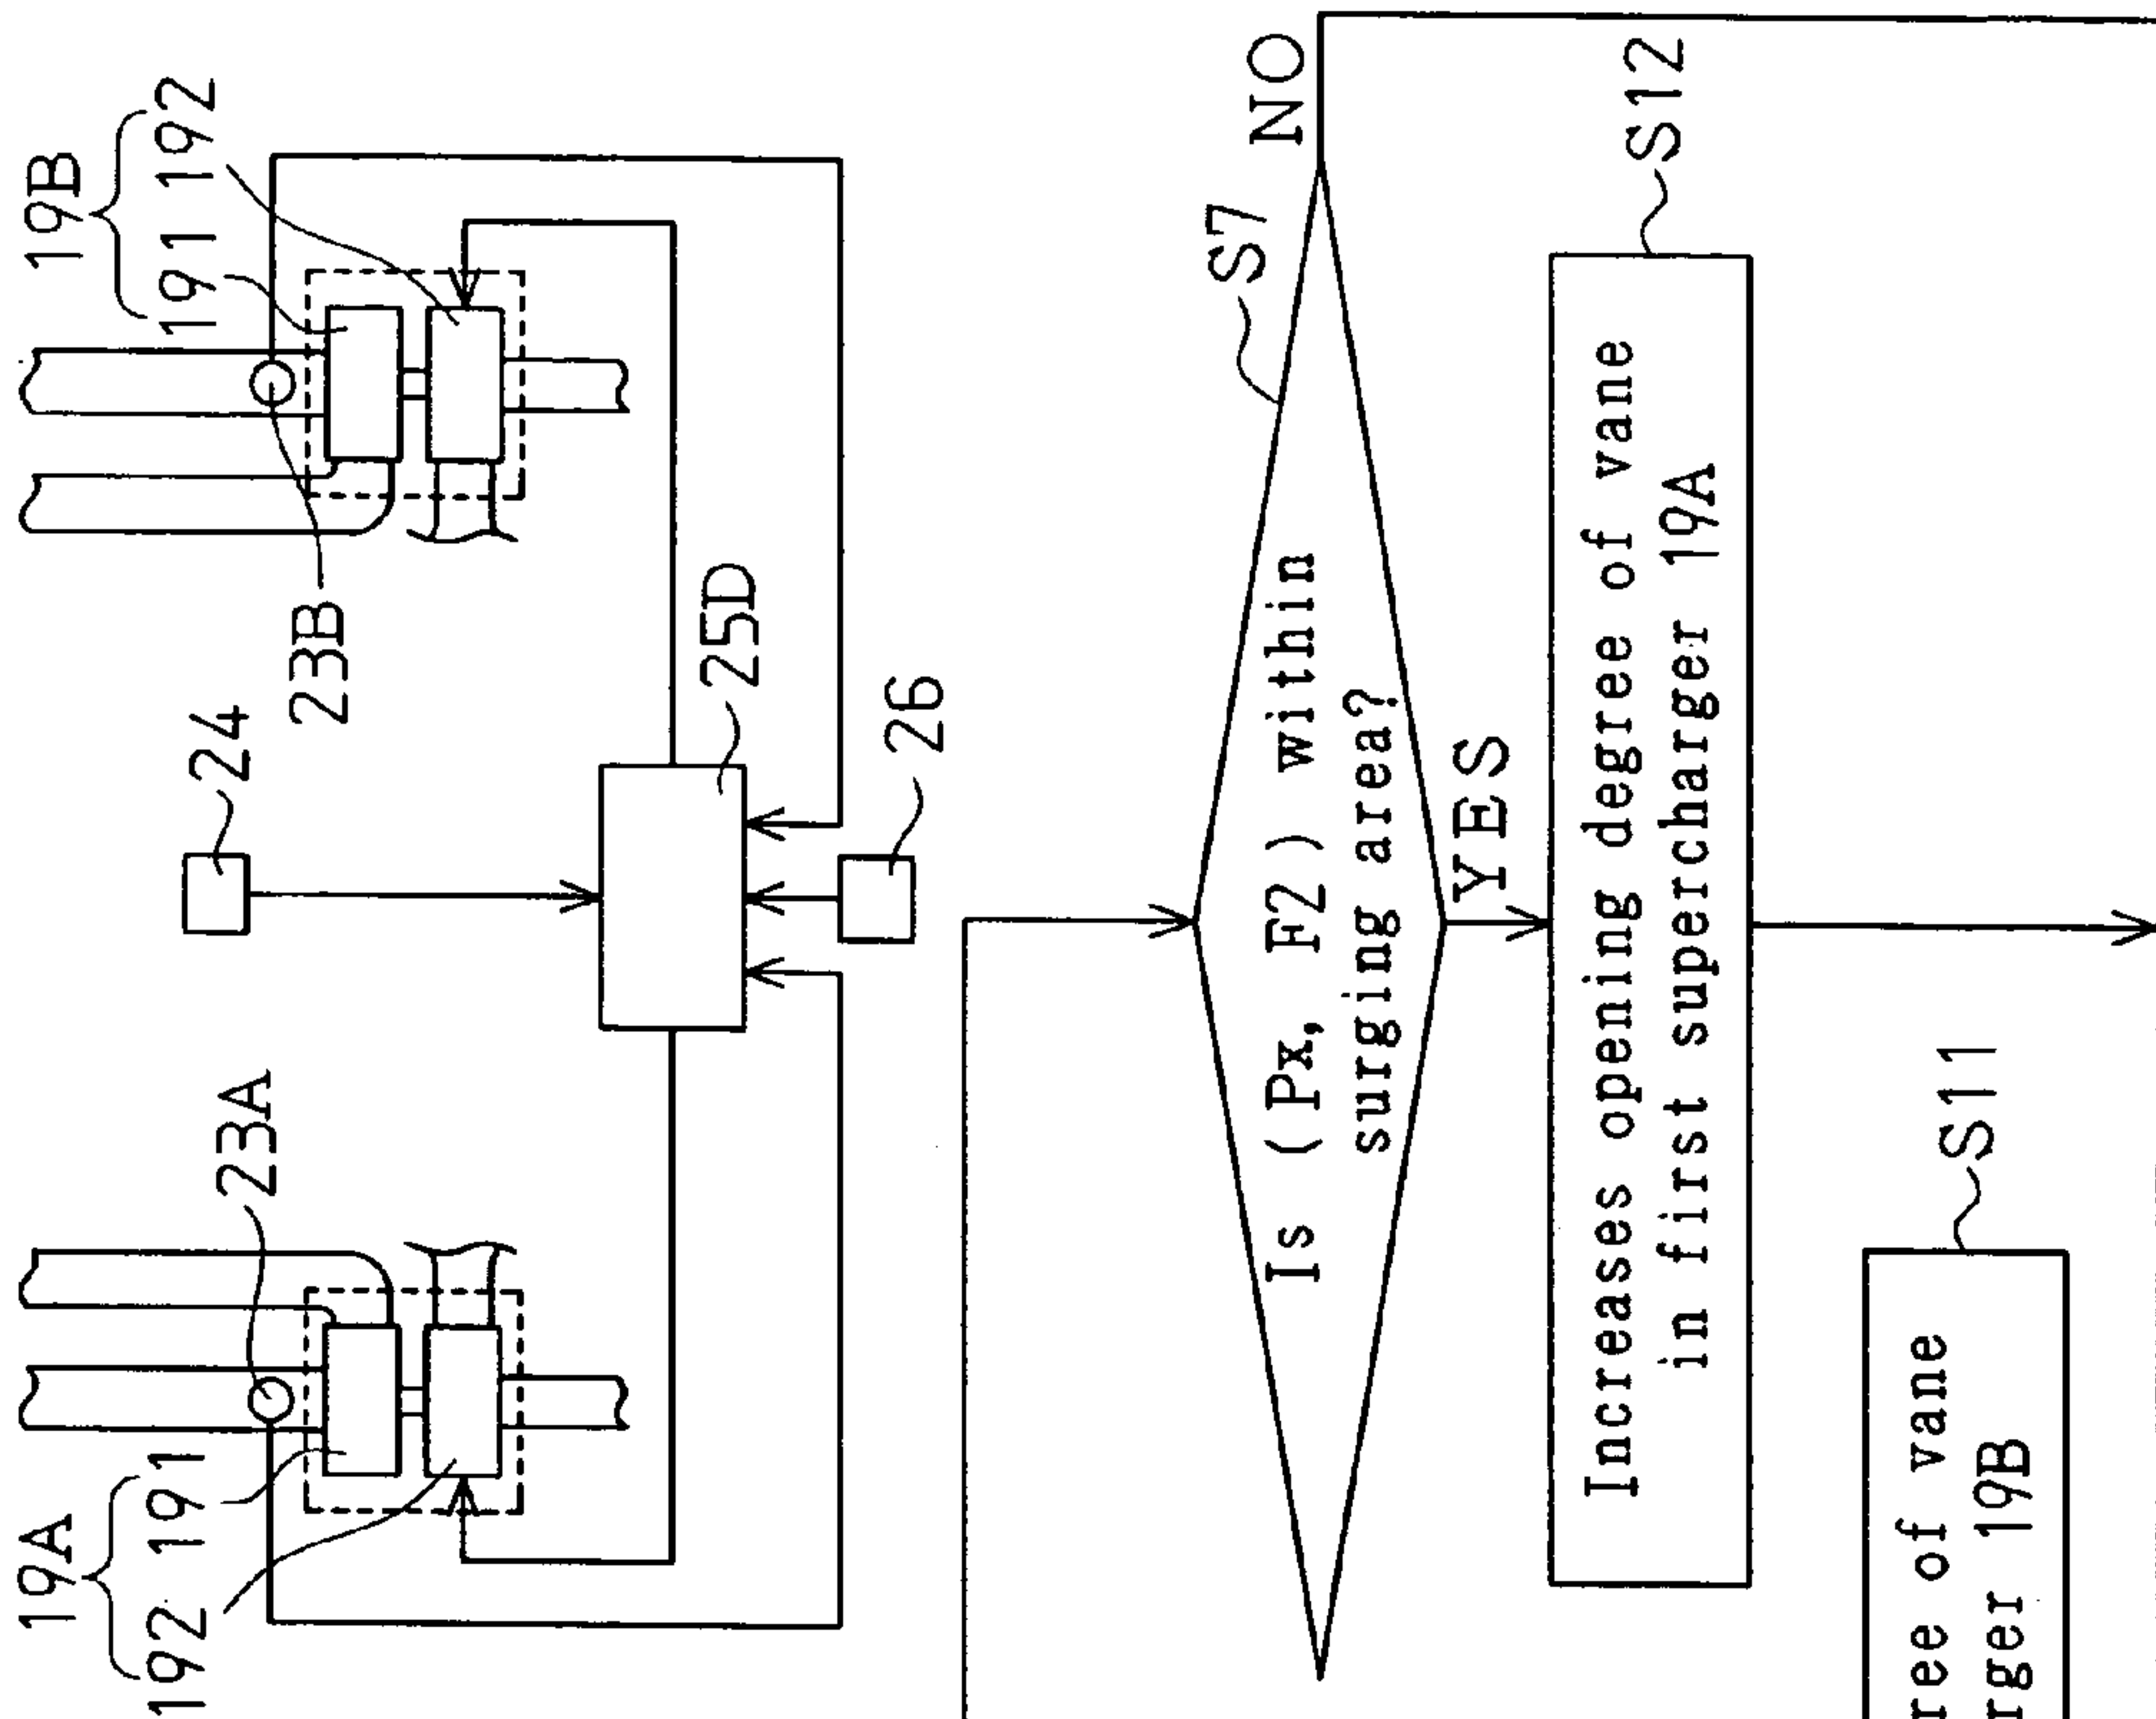 19A
19B
192 191
191 192
23A
24
23B
25D
26
S7
NO
Is (Px, F2) within
surging area?
YES
S12
Increases opening degree of vane
in first supercharger 19A
S11
ree of vane
rger 19B